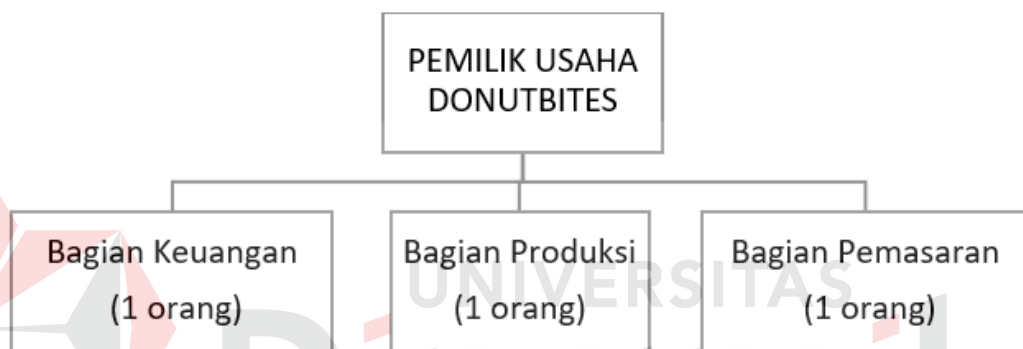 PEMILIK USAHA
DONUTBITES
Bagian Keuangan
(1 orang)
Bagian Produksi
(1 orang)
Bagian Pemasaran
(1 orang)
UNIVERSITAS